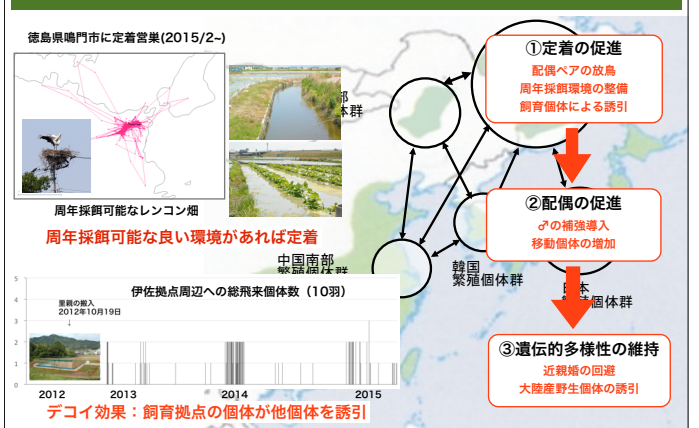 徳島県鳴門市に定着営巣(2015/2~)
周年採餌可能なレンコン畑
周年採餌可能な良い環境があれば定着
部
体群
中国南部
繁殖個体群
韓国
繁殖個体群
日本
繁殖個体群
伊佐拠点周辺への総飛来個体数（10羽）
里親の搬入
2012年10月19日
5
4
3
2
1
0
2012 2013 2014 2015
デコイ効果：飼育拠点の個体が他個体を誘引
①定着の促進
配偶ペアの放鳥
周年採餌環境の整備
飼育個体による誘引
②配偶の促進
♂の補強導入
移動個体の増加
③遺伝的多様性の維持
近親婚の回避
大陸産野生個体の誘引